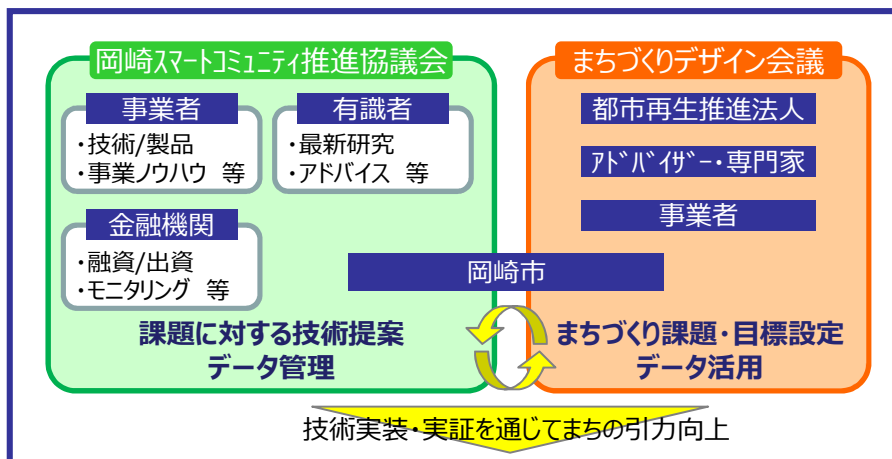 岡崎ｽﾏｰﾄｺﾐｭﾆﾃｨ推進協議会
事業者
・技術/製品
・事業ノウハウ 等
有識者
・最新研究
・アドバイス 等
金融機関
・融資/出資
・モニタリング 等
まちづくりデザイン会議
都市再生推進法人
ｱﾄﾞﾊﾞｲｻﾞｰ・専門家
事業者
岡崎市
課題に対する技術提案
データ管理
まちづくり課題・目標設定
データ活用
技術実装・実証を通じてまちの引力向上